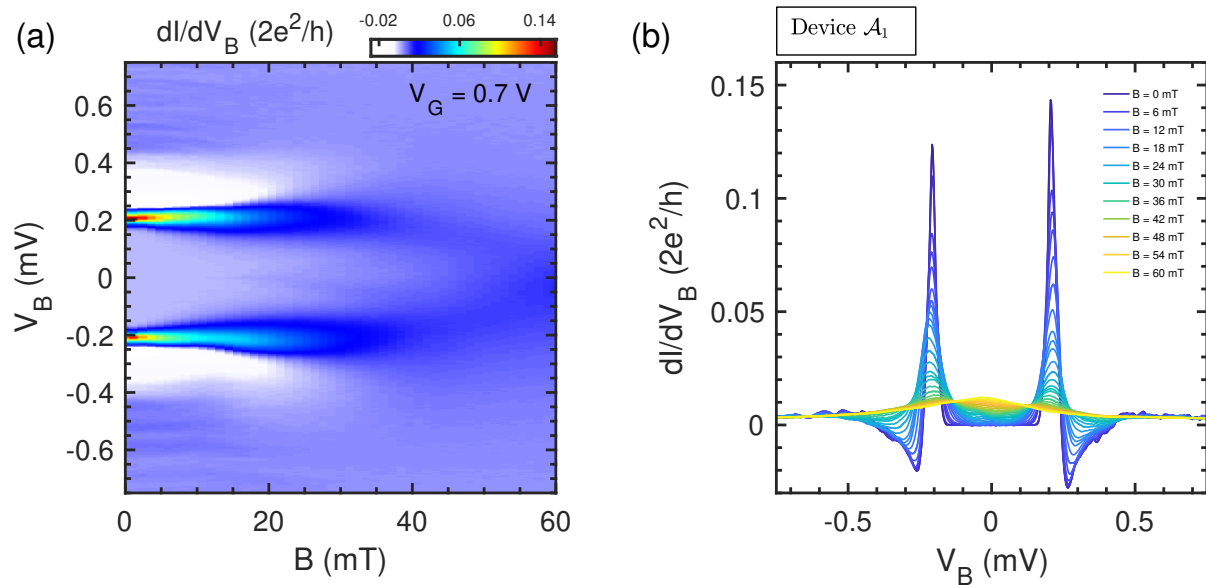 (a)
dI/dV_B (2e^2/h)
-0.02 0.06 0.14
V_G = 0.7 V
0.6
0.4
0.2
0
-0.2
-0.4
-0.6
V_B (mV)
0 20 40 60
B (mT)
(b)
Device 𝒜_1
0.15
0.1
0.05
0
dI/dV_B (2e^2/h)
B = 0 mT
B = 6 mT
B = 12 mT
B = 18 mT
B = 24 mT
B = 30 mT
B = 36 mT
B = 42 mT
B = 48 mT
B = 54 mT
B = 60 mT
-0.5 0 0.5
V_B (mV)